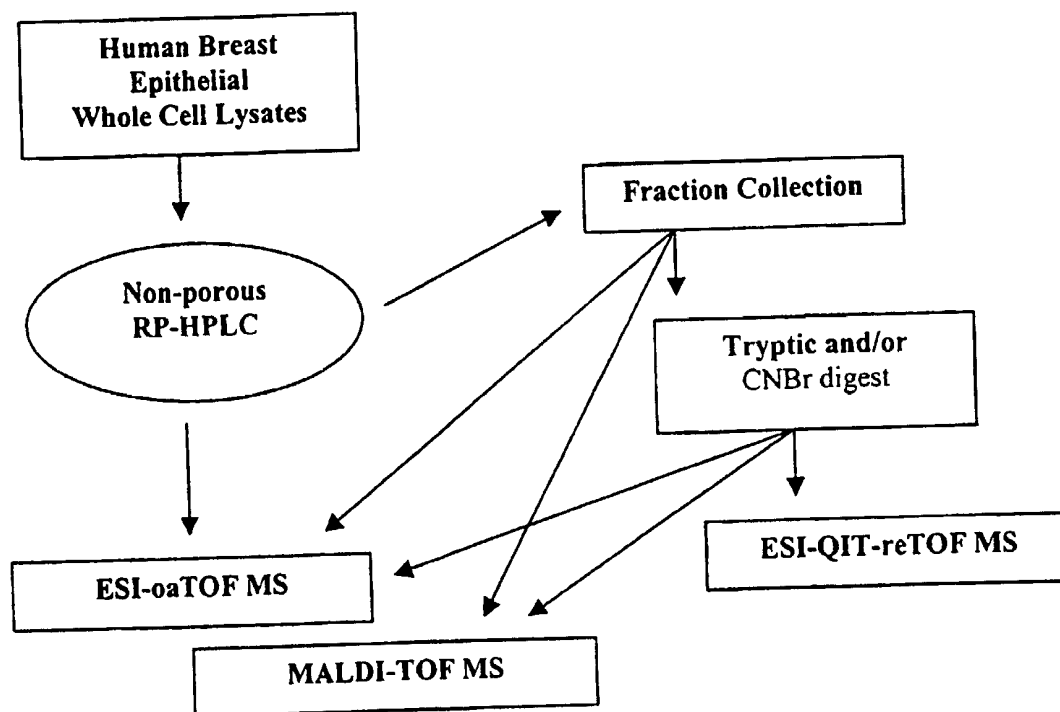 Human Breast
Epithelial
Whole Cell Lysates
Fraction Collection
Non-porous
RP-HPLC
Tryptic and/or
CNBr digest
ESI-QIT-reTOF MS
ESI-oaTOF MS
MALDI-TOF MS